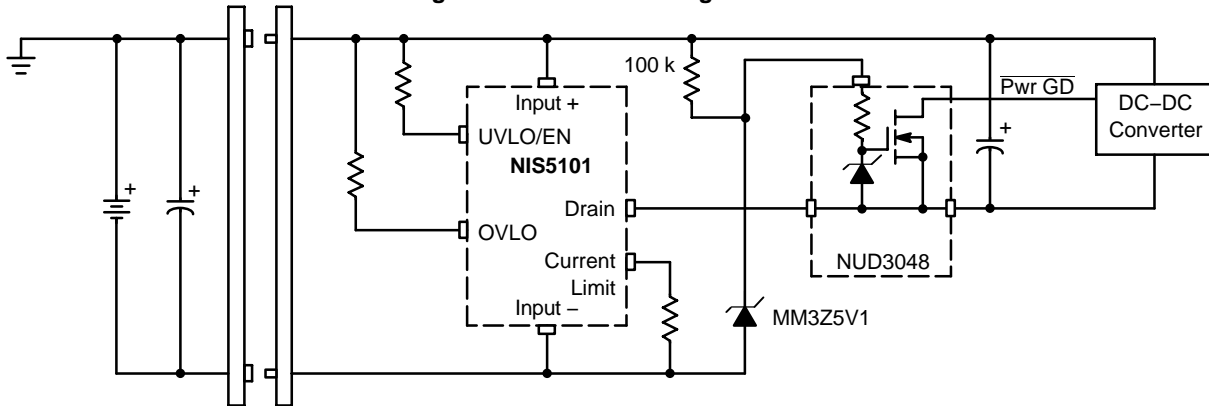 100 k
Input +
UVLO/EN
NIS5101
Drain
OVLO
Current
Limit
Input –
Pwr GD
DC–DC
Converter
NUD3048
MM3Z5V1
+
+
+